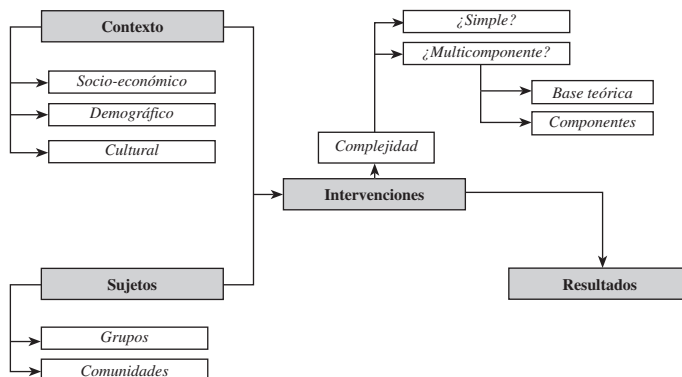 Contexto
Socio-económico
Demográfico
Cultural
¿Simple?
¿Multicomponente?
Base teórica
Componentes
Complejidad
Intervenciones
Sujetos
Grupos
Comunidades
Resultados